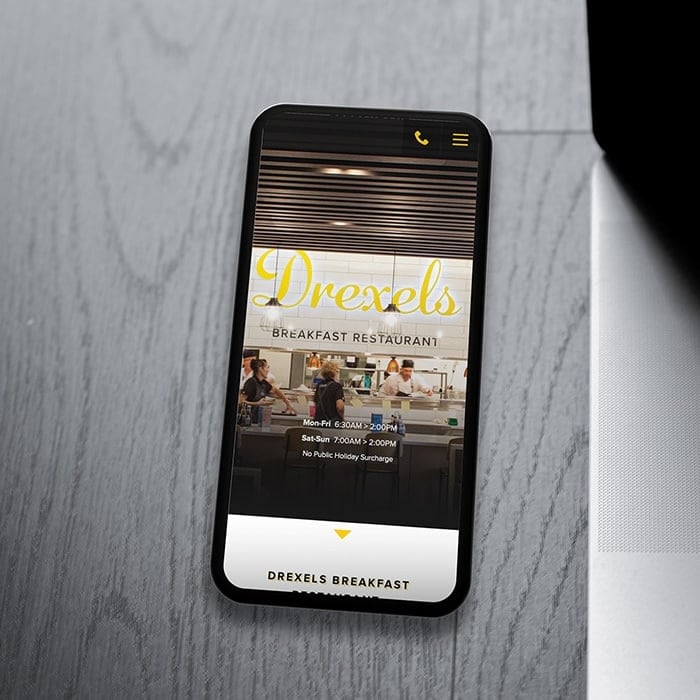 Drexels
BREAKFAST RESTAURANT
Mon-Fri 6:30AM > 2:00PM
Sat-Sun 7:00AM > 2:00PM
No Public Holiday Surcharge
DREXELS BREAKFAST
RESTAURANT